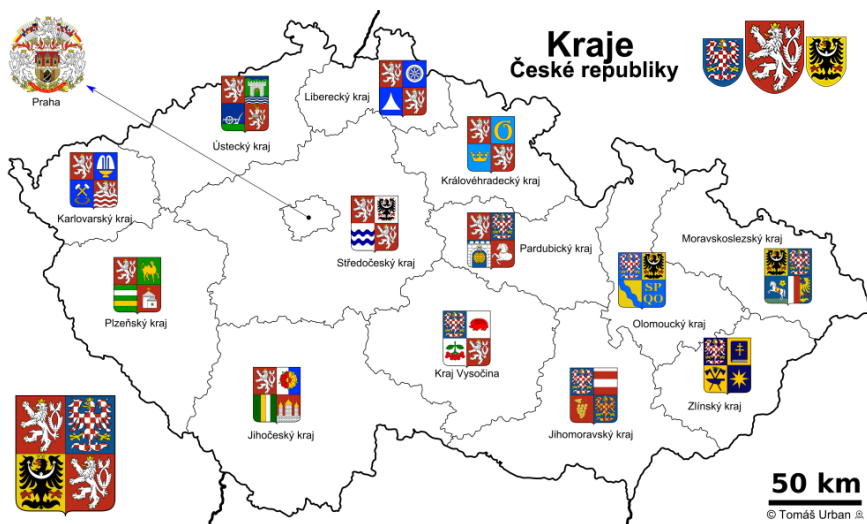 Kraje
České republiky
Praha
Liberecký kraj
Ústecký kraj
Královéhradecký kraj
Karlovarský kraj
Středočeský kraj
Pardubický kraj
Moravskoslezský kraj
Plzeňský kraj
SP
QO
Olomoucký kraj
Kraj Vysočina
Zlínský kraj
Jihočeský kraj
Jihomoravský kraj
50 km
© Tomáš Urban